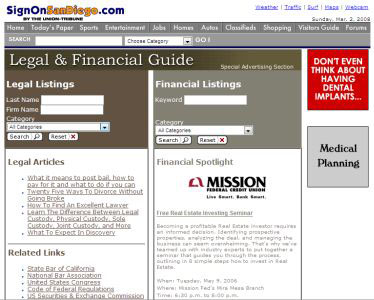 SignOnSanDiego.com
BY THE UNION-TRIBUNE
Weather | Traffic | Surf | Maps | Webcam
Sunday, Mar. 2, 2008
Home Today's Paper Sports Entertainment Jobs Homes Autos Classifieds Shopping Visitors Guide Forums
Choose Category GO!
Legal & Financial Guide
Special Advertising Section
Legal Listings
Last Name
Firm Name
Category
All Categories
Search Reset
Financial Listings
Keyword
Category
All Categories
Search Reset
Legal Articles
What it means to post bail, how to
pay for it and what to do if you can
Twenty Five Ways To Divorce Without
Going Broke
How To Find An Excellent Lawyer
Learn The Difference Between Legal
Custody, Physical Custody, Sole
Custody, Joint Custody, and More
What To Expect In Discovery
Related Links
State Bar of California
National Bar Association
United States Congress
Code of Federal Regulations
US Securities & Exchange Commission
Financial Spotlight
MISSION
FEDERAL CREDIT UNION
Live Smart. Bank Smart.
Free Real Estate Investing Seminar
Becoming a profitable Real Estate investor requires
an informed decision. Identifying prospective
properties, analyzing the deal, and managing the
business can seem overwhelming. That's why we've
teamed up with industry experts to put together a
seminar that guides you through the process,
outlining in 6 simple steps how to invest in Real
Estate.
Date: Tuesday, May 9, 2006
Where: Mission Fed's Mira Mesa Branch
Time: 6:30 p.m. to 8:00 p.m.
DON'T EVEN
THINK ABOUT
HAVING
DENTAL
IMPLANTS...
Medical
Planning